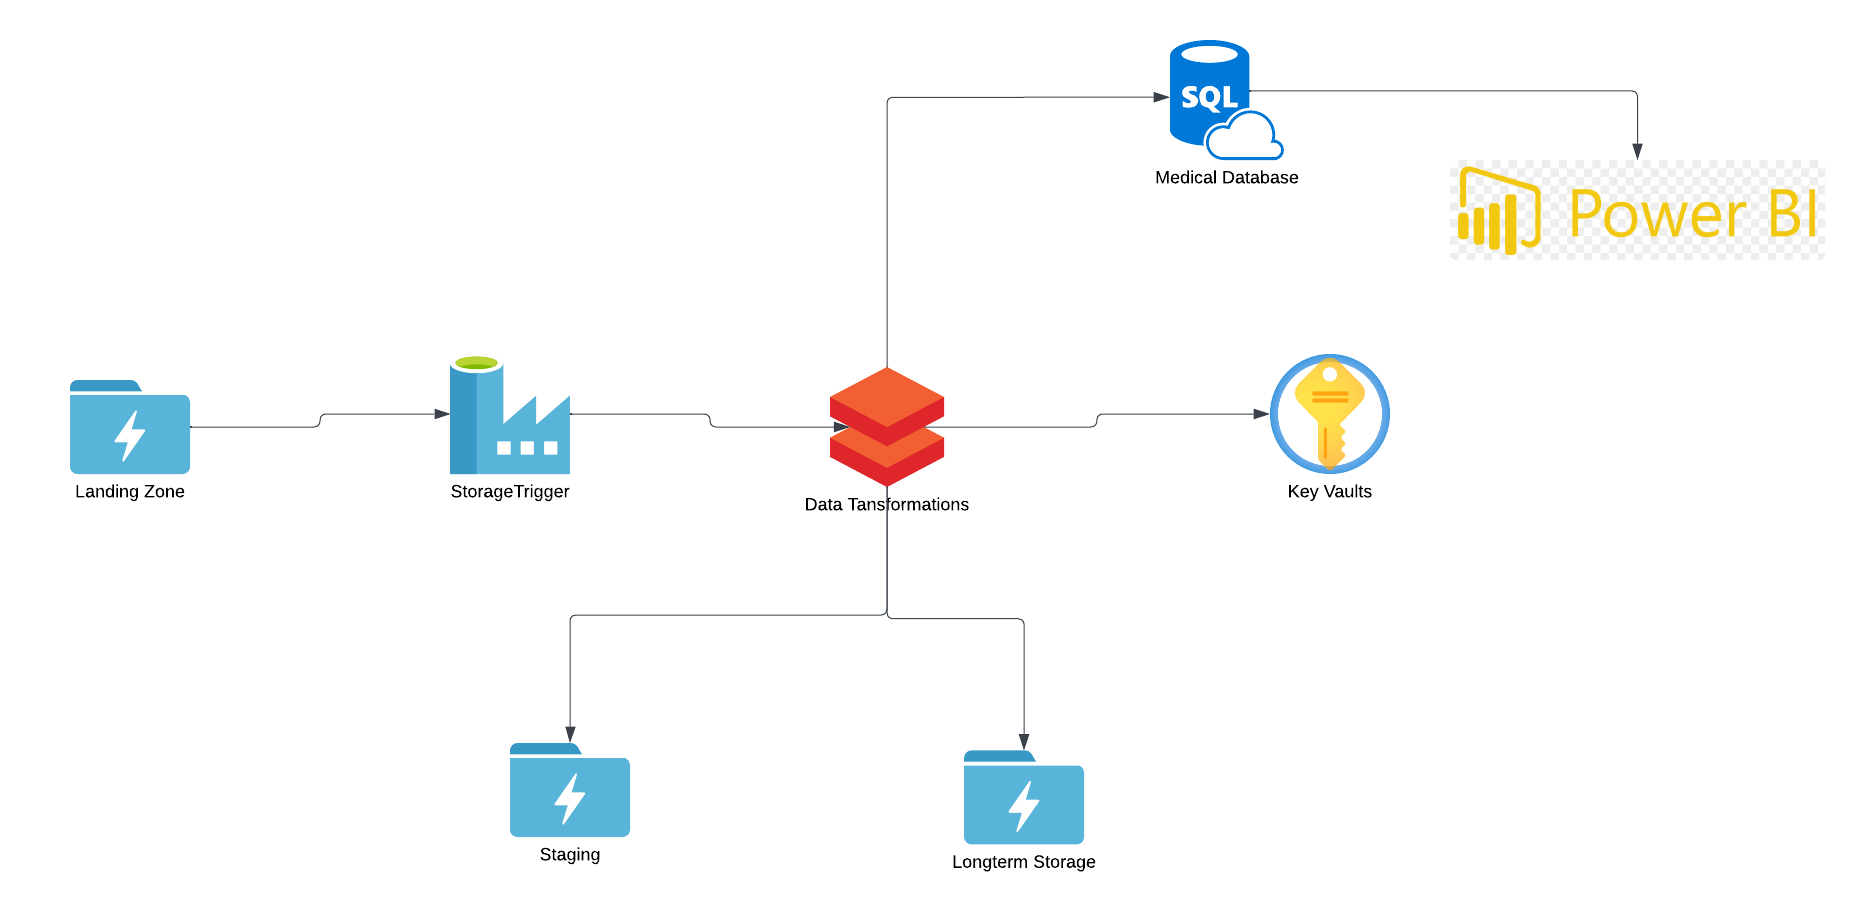 SQL
Medical Database
Power BI
Landing Zone
StorageTrigger
Data Tansformations
Key Vaults
Staging
Longterm Storage